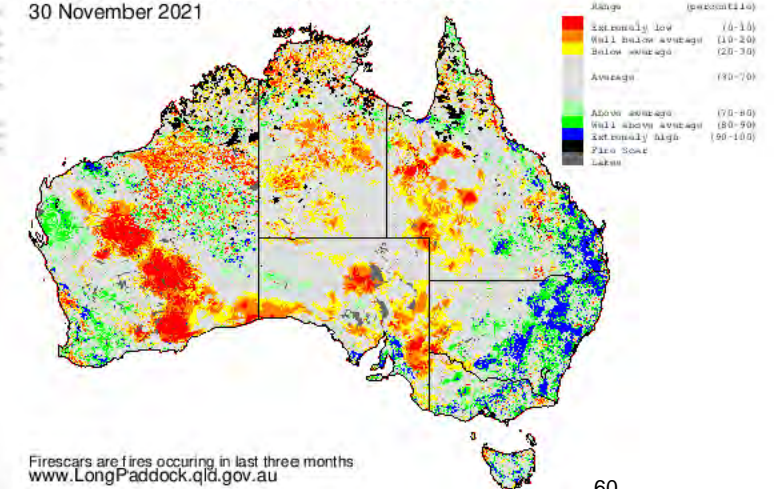 30 November 2021
Range (percentile)
Extremely low (0-10)
Well below average (10-20)
Below average (20-30)
Average (30-70)
Above average (70-80)
Well above average (80-90)
Extremely high (90-100)
Fire Scar
Lakes
Firescars are fires occuring in last three months
www.LongPaddock.qld.gov.au
60